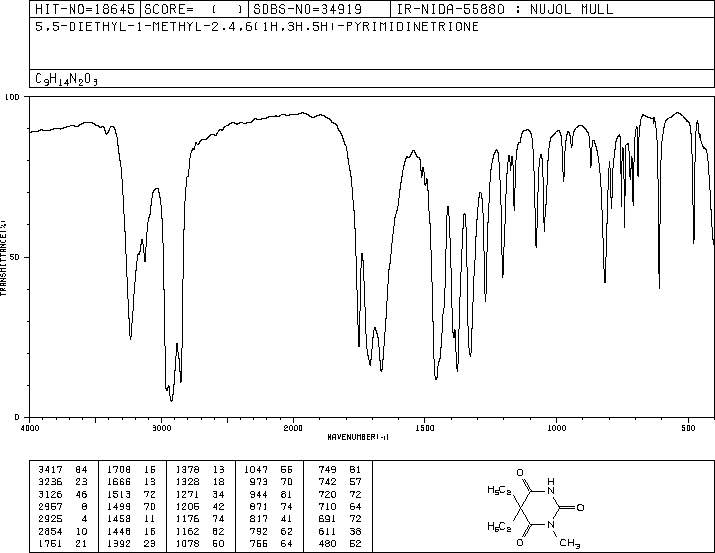 HIT-NO=18645 SCORE= ( ) SDBS-NO=34919 IR-NIDA-55880 : NUJOL MULL
5,5-DIETHYL-1-METHYL-2,4,6(1H,3H,5H)-PYRIMIDINETRIONE
C9H14N2O3
100
50
0
TRANSMITTANCE(%)
4000 3000 2000 1500 1000 500
WAVENUMBER(-1)
3417 84 1708 15 1378 13 1047 55 749 81
3236 23 1666 13 1328 18 973 70 742 57
3126 46 1513 72 1271 34 944 81 720 72
2967 8 1499 70 1205 42 871 74 710 64
2925 4 1458 11 1176 74 817 41 691 72
2854 10 1448 16 1162 62 792 62 611 38
1751 21 1392 23 1078 50 766 64 480 52
O
H5C2 NH
O
H5C2 N
O CH3